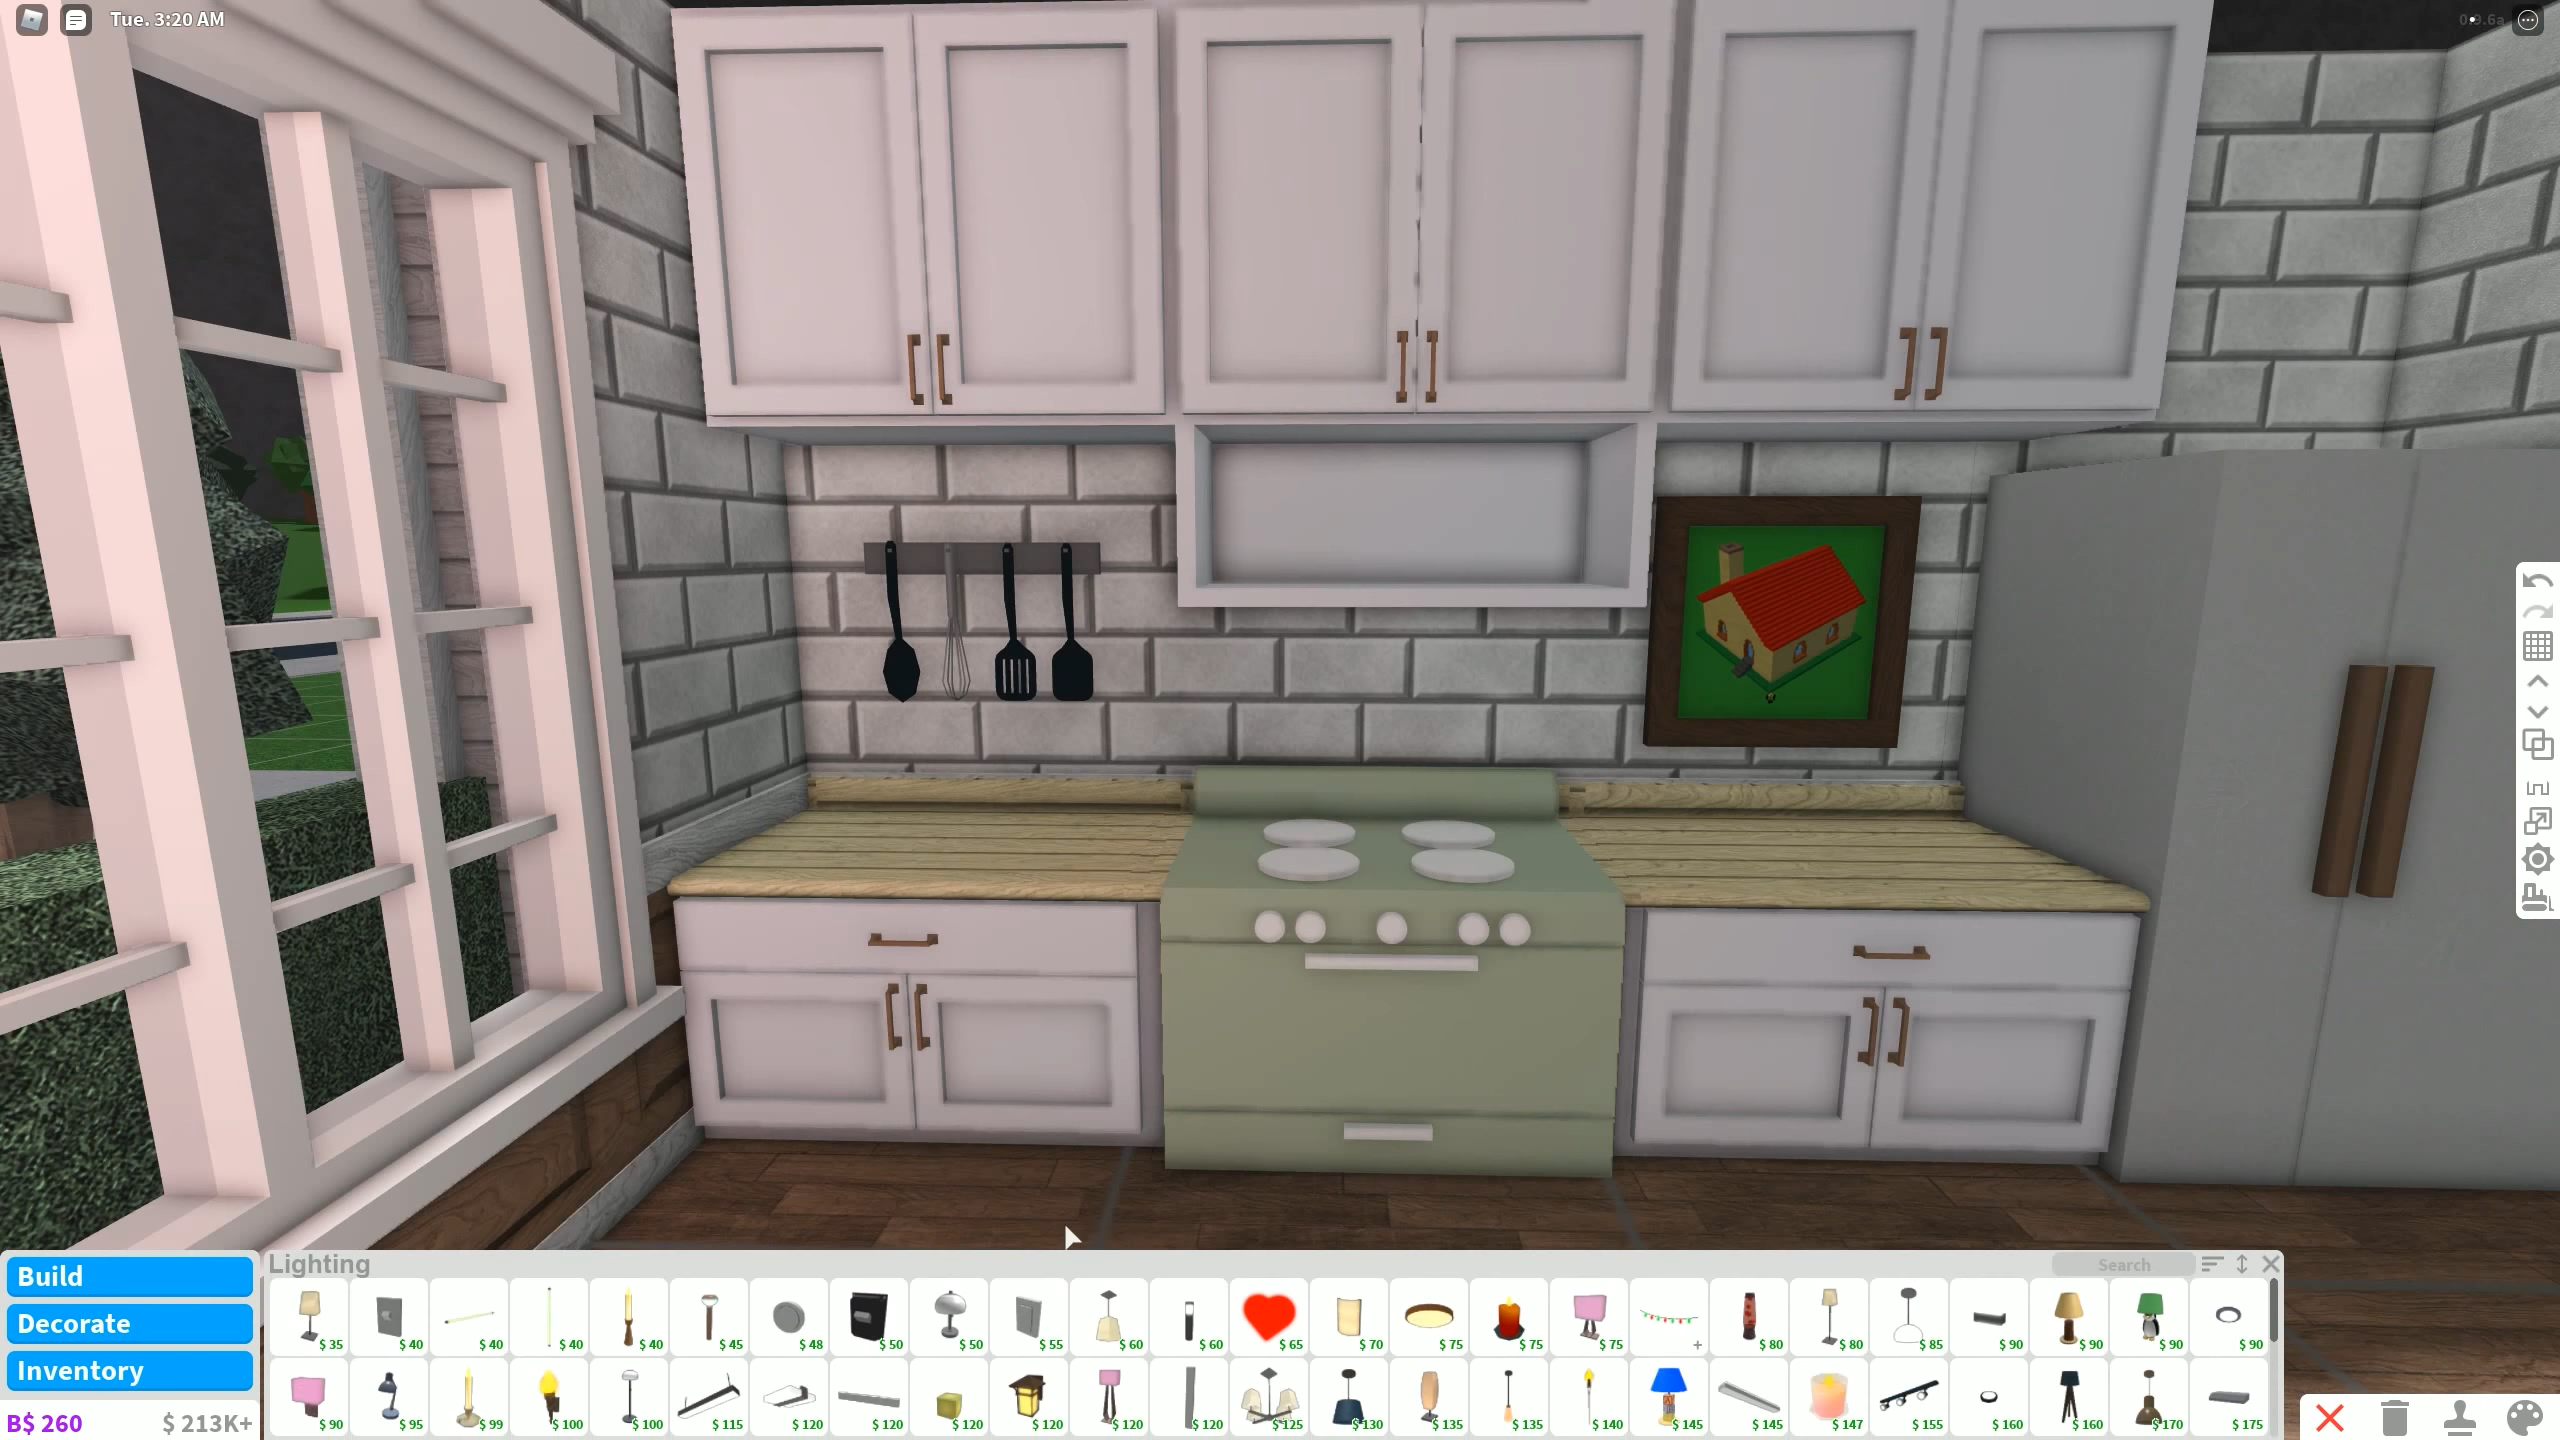 Tue. 3:20 AM
Build
Decorate
Inventory
B$ 260 $ 213K+
Lighting
Search
$ 35 $ 40 $ 40 $ 40 $ 40 $ 45 $ 48 $ 50 $ 50 $ 55 $ 60 $ 60 $ 65 $ 70 $ 75 $ 75 $ 75 + $ 80 $ 80 $ 85 $ 90 $ 90 $ 90 $ 90
$ 90 $ 95 $ 99 $ 100 $ 100 $ 115 $ 120 $ 120 $ 120 $ 120 $ 120 $ 120 $ 125 $ 130 $ 135 $ 135 $ 140 $ 145 $ 145 $ 147 $ 155 $ 160 $ 160 $ 170 $ 175